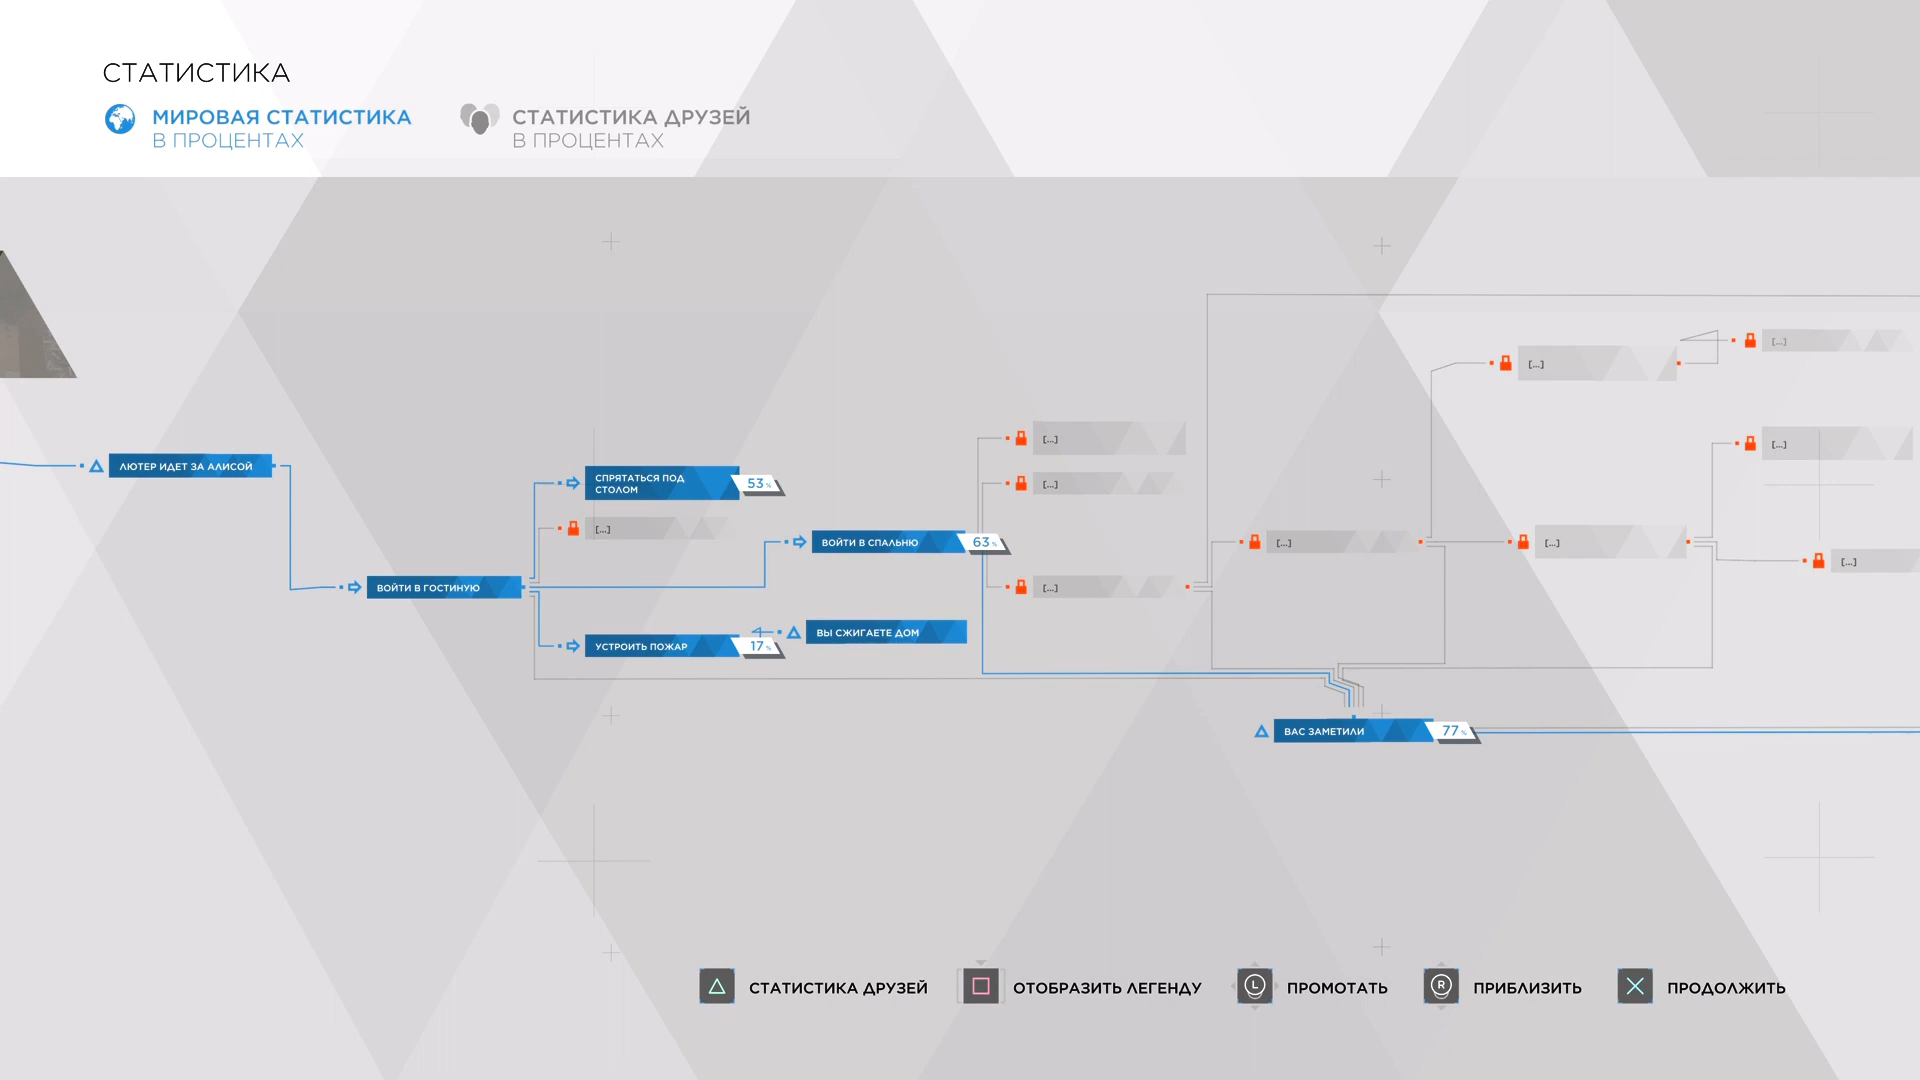 СТАТИСТИКА
МИРОВАЯ СТАТИСТИКА
В ПРОЦЕНТАХ
СТАТИСТИКА ДРУЗЕЙ
В ПРОЦЕНТАХ
ЛЮТЕР ИДЕТ ЗА АЛИСОЙ
ВОЙТИ В ГОСТИНУЮ
СПРЯТАТЬСЯ ПОД
СТОЛОМ
53%
[...]
ВОЙТИ В СПАЛЬНЮ
63%
УСТРОИТЬ ПОЖАР
17%
ВЫ СЖИГАЕТЕ ДОМ
[...]
[...]
[...]
[...]
[...]
[...]
[...]
[...]
[...]
ВАС ЗАМЕТИЛИ
77%
СТАТИСТИКА ДРУЗЕЙ
ОТОБРАЗИТЬ ЛЕГЕНДУ
L
ПРОМОТАТЬ
R
ПРИБЛИЗИТЬ
ПРОДОЛЖИТЬ